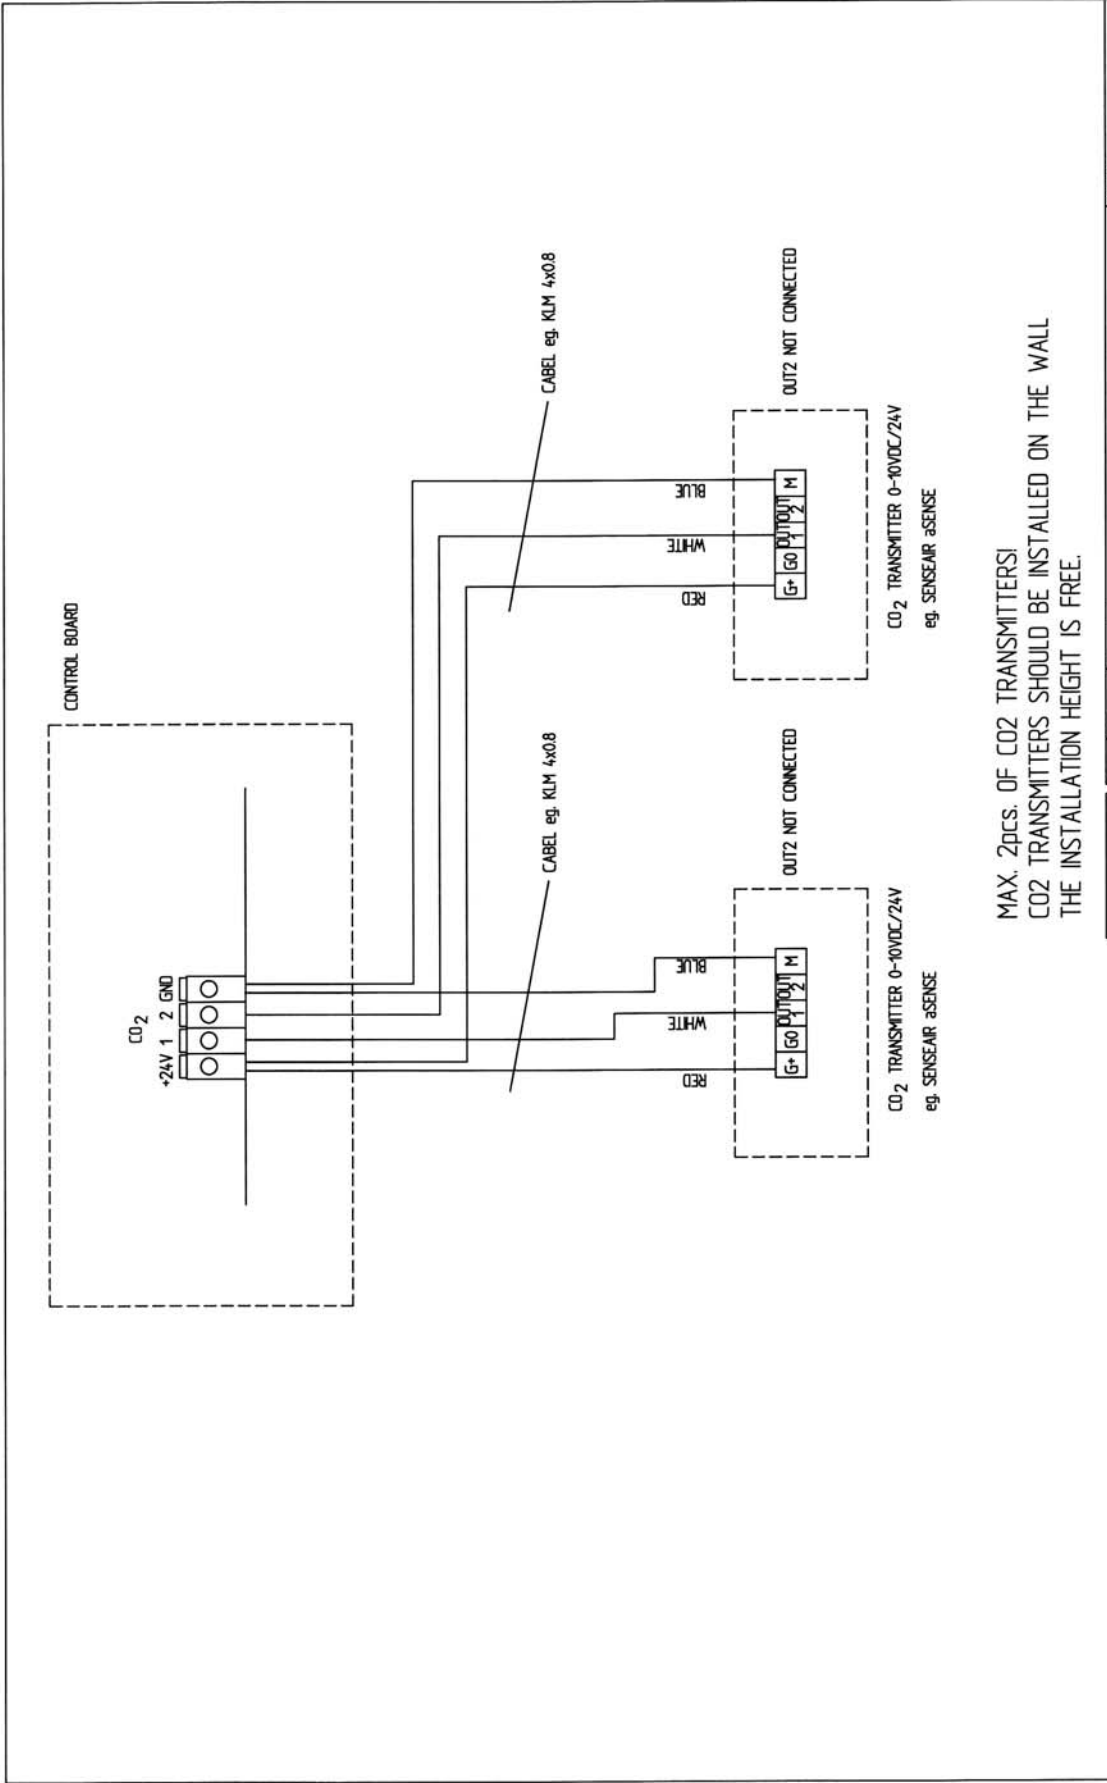 CONTROL BOARD
CO2
+24V 1 2 GND
CABEL eg. KLM 4x0.8
CABEL eg. KLM 4x0.8
RED
WHITE
BLUE
RED
WHITE
BLUE
G+ G0 OUT 1 OUT 2 M
OUT2 NOT CONNECTED
G+ G0 OUT 1 OUT 2 M
OUT2 NOT CONNECTED
CO2 TRANSMITTER 0-10VDC/24V
eg. SENSEAIR aSENSE
CO2 TRANSMITTER 0-10VDC/24V
eg. SENSEAIR aSENSE
MAX. 2pcs. OF CO2 TRANSMITTERS!
CO2 TRANSMITTERS SHOULD BE INSTALLED ON THE WALL
THE INSTALLATION HEIGHT IS FREE.